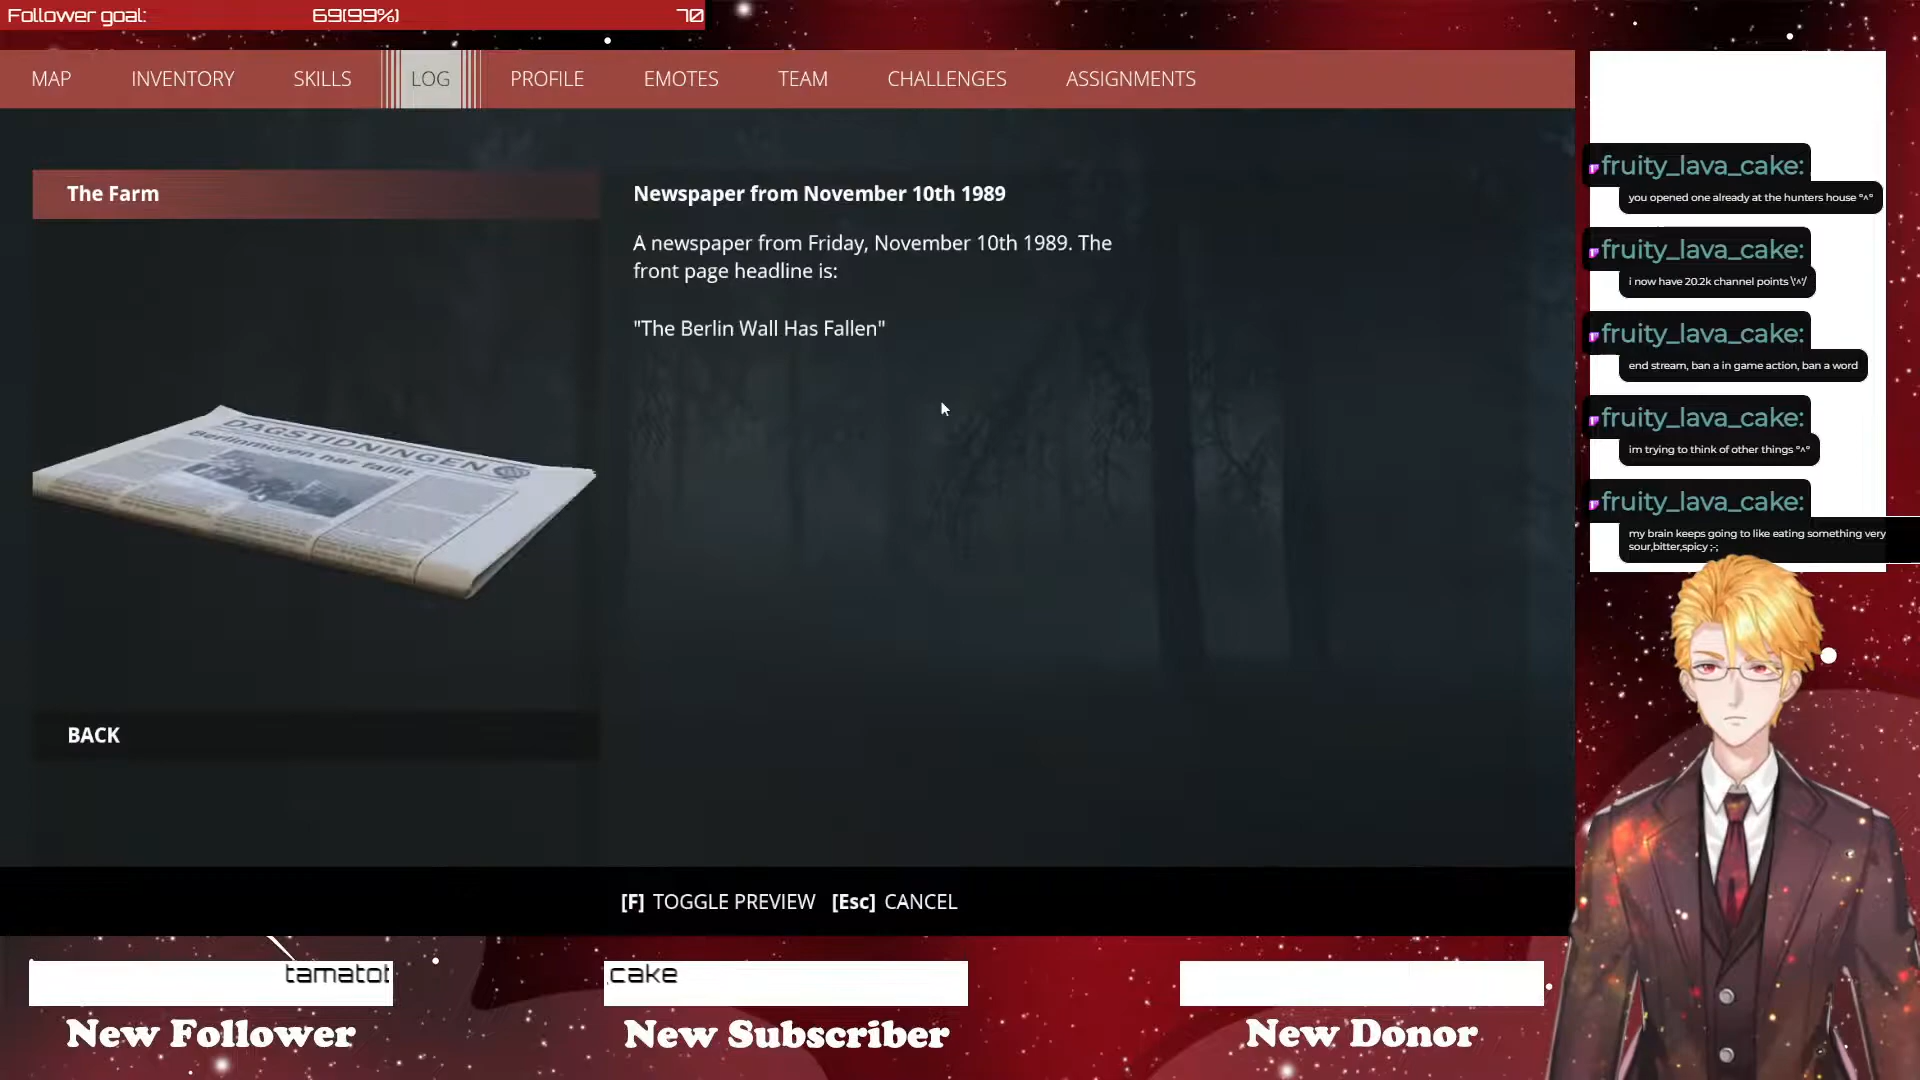 Follower goal: 69(99%) 70
MAP INVENTORY SKILLS LOG PROFILE EMOTES TEAM CHALLENGES ASSIGNMENTS
The Farm
DAGSTIDNINGEN
Berlinmuren har fallit
BACK
Newspaper from November 10th 1989
A newspaper from Friday, November 10th 1989. The
front page headline is:
"The Berlin Wall Has Fallen"
[F] TOGGLE PREVIEW [Esc] CANCEL
fruity_lava_cake:
you opened one already at the hunters house °^°
fruity_lava_cake:
i now have 20.2k channel points \'^'/
fruity_lava_cake:
end stream, ban a in game action, ban a word
fruity_lava_cake:
im trying to think of other things °^°
fruity_lava_cake:
my brain keeps going to like eating something very
sour,bitter,spicy ;-;
tamatot
cake
New Follower
New Subscriber
New Donor